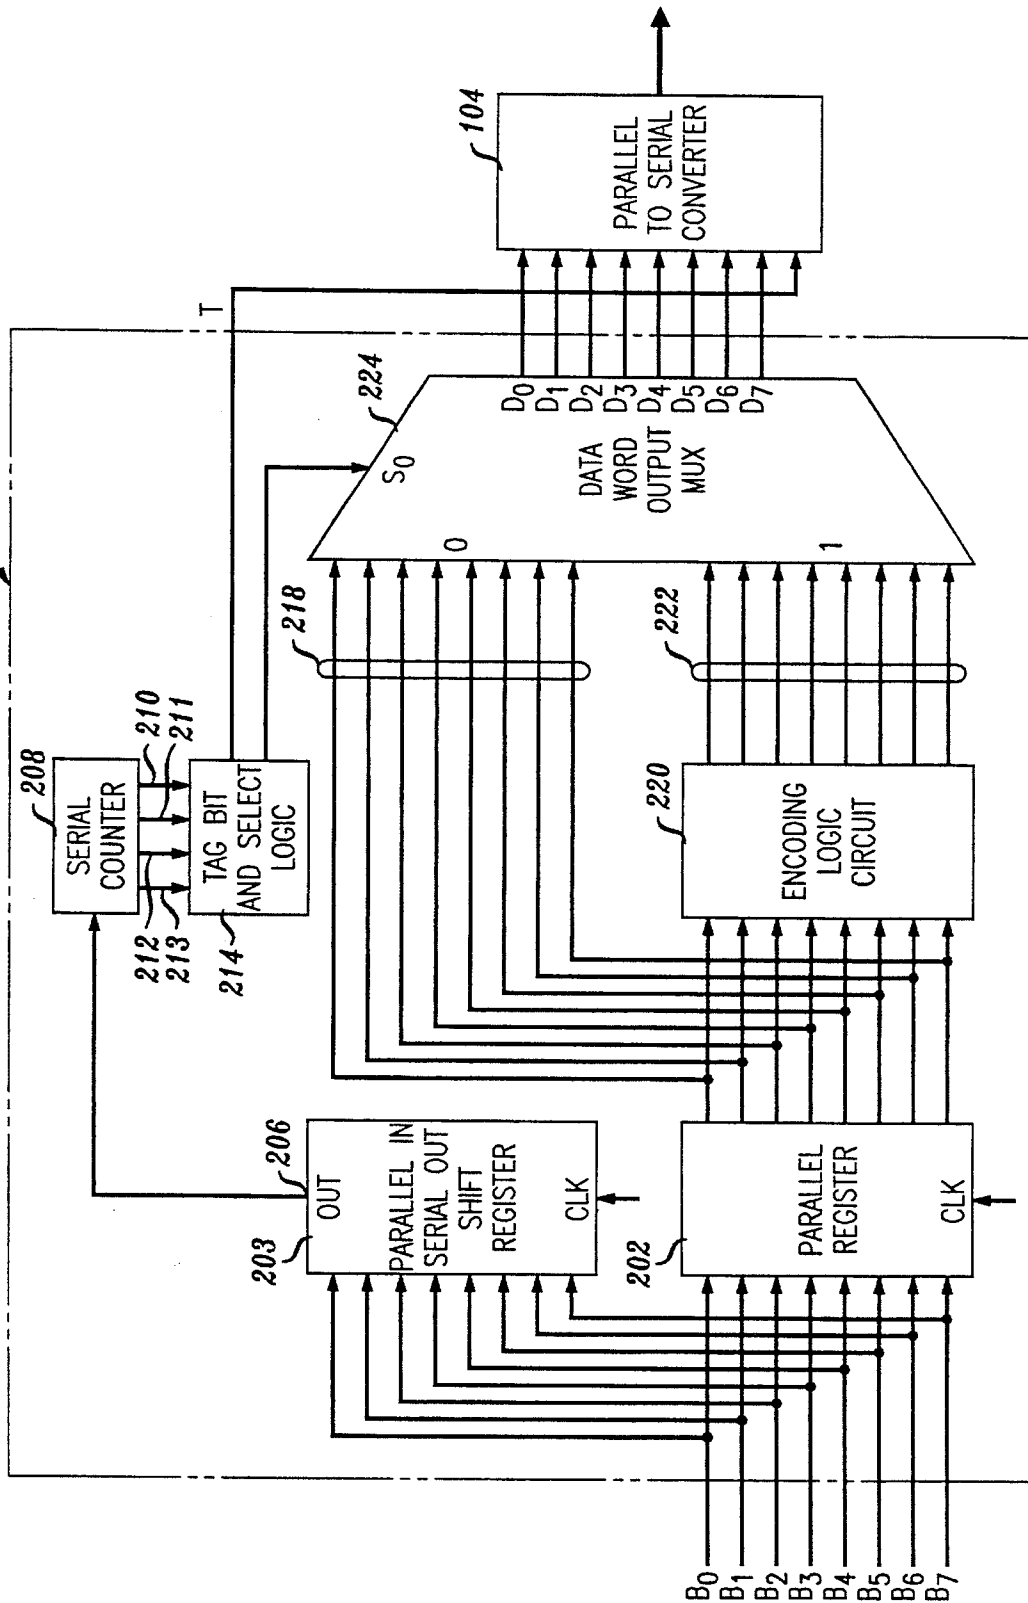 B0
B1
B2
B3
B4
B5
B6
B7
203
OUT
206
PARALLEL IN
SERIAL OUT
SHIFT
REGISTER
CLK
202
PARALLEL
REGISTER
CLK
208
SERIAL
COUNTER
210
211
212
213
214
TAG BIT
AND SELECT
LOGIC
220
ENCODING
LOGIC
CIRCUIT
218
222
T
224
S0
0
1
DATA
WORD
OUTPUT
MUX
D0
D1
D2
D3
D4
D5
D6
D7
104
PARALLEL
TO SERIAL
CONVERTER